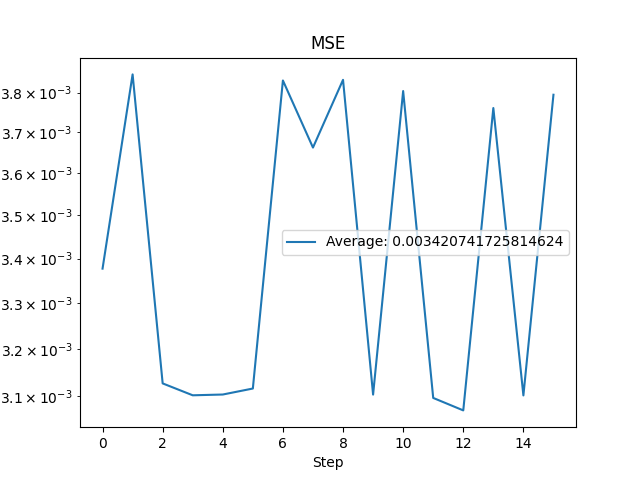 MSE
3.8 × 10⁻³
3.7 × 10⁻³
3.6 × 10⁻³
3.5 × 10⁻³
3.4 × 10⁻³
3.3 × 10⁻³
3.2 × 10⁻³
3.1 × 10⁻³
Average: 0.003420741725814624
0 2 4 6 8 10 12 14
Step